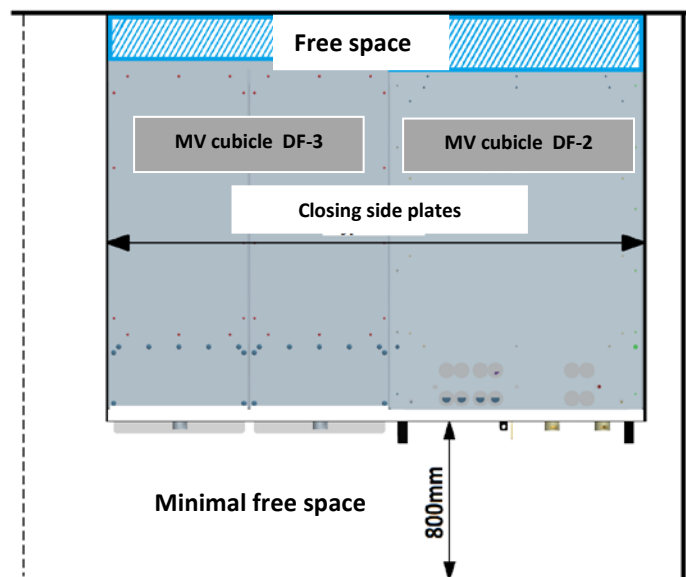 Free space
MV cubicle DF-3
MV cubicle DF-2
Closing side plates
Minimal free space
800mm